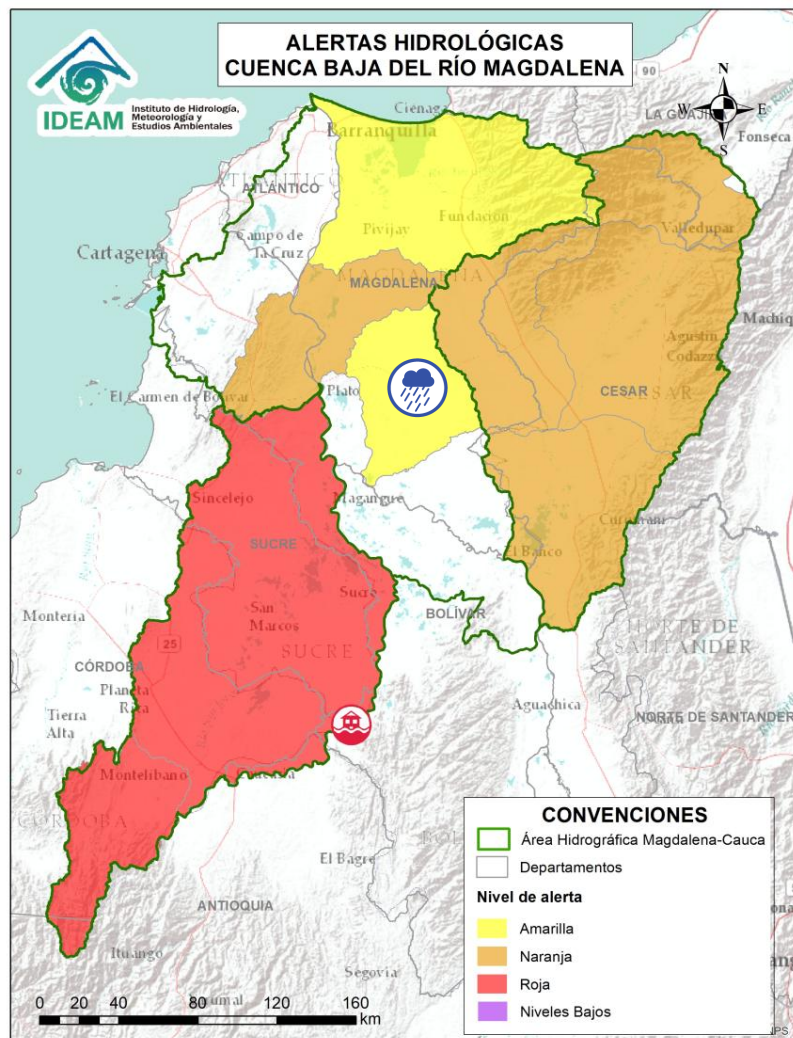 ALERTAS HIDROLÓGICAS
CUENCA BAJA DEL RÍO MAGDALENA
IDEAM
Instituto de Hidrología,
Meteorología y
Estudios Ambientales
90
N
W
E
S
LA GUAJIRA
Fonseca
Ciénaga
Barranquilla
ATLÁNTICO
Pivijay
Fundación
Valledupar
Cartagena
Campo de
La Cruz
MAGDALENA
MAGDALENA
Agustín
Codazzi
CESAR
El Carmen de Bolívar
Plato
Sincelejo
Magangue
SUCRE
El Banco
Sucre
BOLÍVAR
San
Marcos
Montería
25
SUCRE
NORTE DE
SANTANDER
CÓRDOBA
Planeta
Rica
Tierra
Alta
Aguachica
NORTE DE SANTANDER
Montelibano
CÓRDOBA
El Bagre
ANTIOQUIA
Ituango
Segovia
CONVENCIONES
Área Hidrográfica Magdalena-Cauca
Departamentos
Nivel de alerta
Amarilla
Naranja
Roja
Niveles Bajos
0 20 40 80 120 160
km